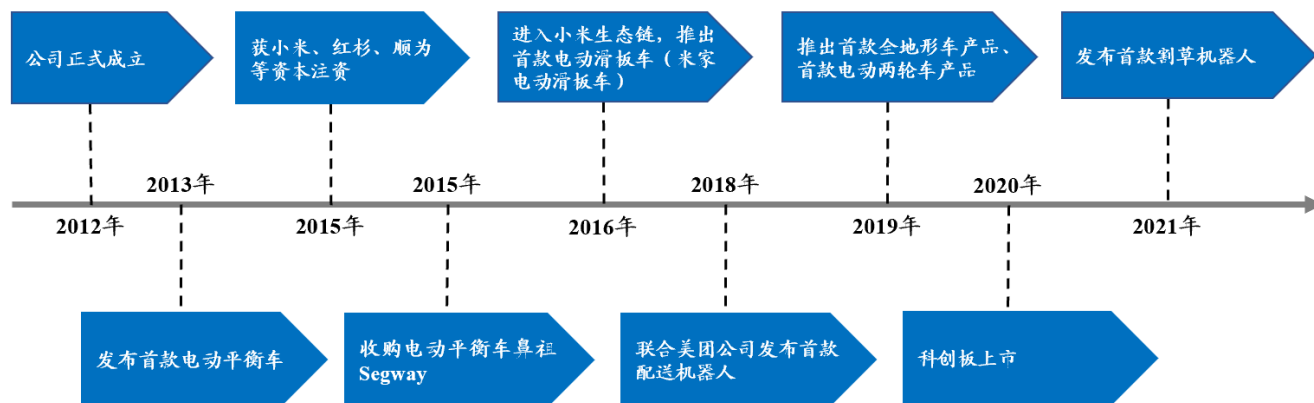 公司正式成立
获小米、红杉、顺为
等资本注资
进入小米生态链，推出
首款电动滑板车（米家
电动滑板车）
推出首款全地形车产品、
首款电动两轮车产品
发布首款割草机器人
2013年
2015年
2018年
2020年
2012年
2015年
2016年
2019年
2021年
发布首款电动平衡车
收购电动平衡车鼻祖
Segway
联合美团公司发布首款
配送机器人
科创板上市